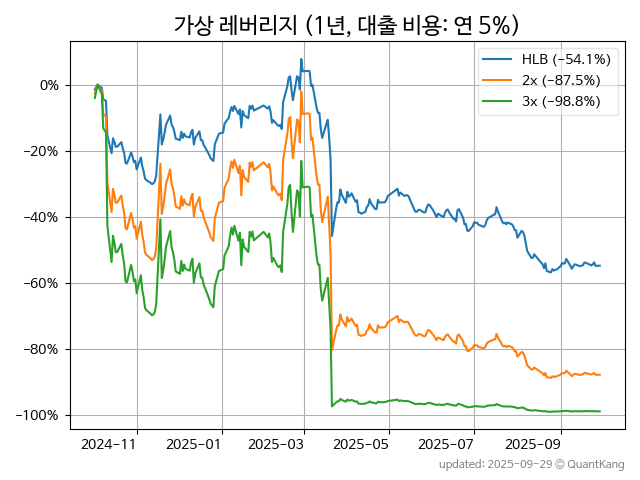 가상 레버리지 (1년, 대출 비용: 연 5%)
HLB (−54.1%)
2x (−87.5%)
3x (−98.8%)
0%
−20%
−40%
−60%
−80%
−100%
2024-11 2025-01 2025-03 2025-05 2025-07 2025-09
updated: 2025-09-29 © QuantKang